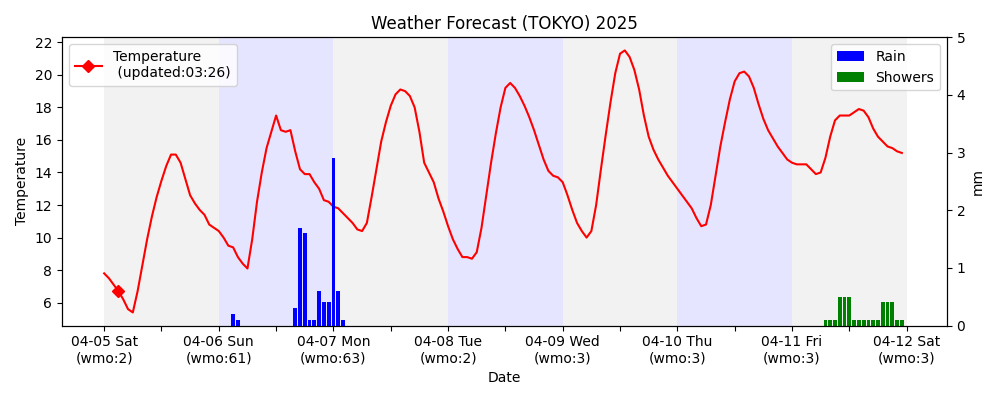 Weather Forecast (TOKYO) 2025
Temperature
(updated:03:26)
Rain
Showers
22
20
18
16
14
12
10
8
6
Temperature
5
4
3
2
1
0
mm
04-05 Sat
(wmo:2)
04-06 Sun
(wmo:61)
04-07 Mon
(wmo:63)
04-08 Tue
(wmo:2)
04-09 Wed
(wmo:3)
04-10 Thu
(wmo:3)
04-11 Fri
(wmo:3)
04-12 Sat
(wmo:3)
Date